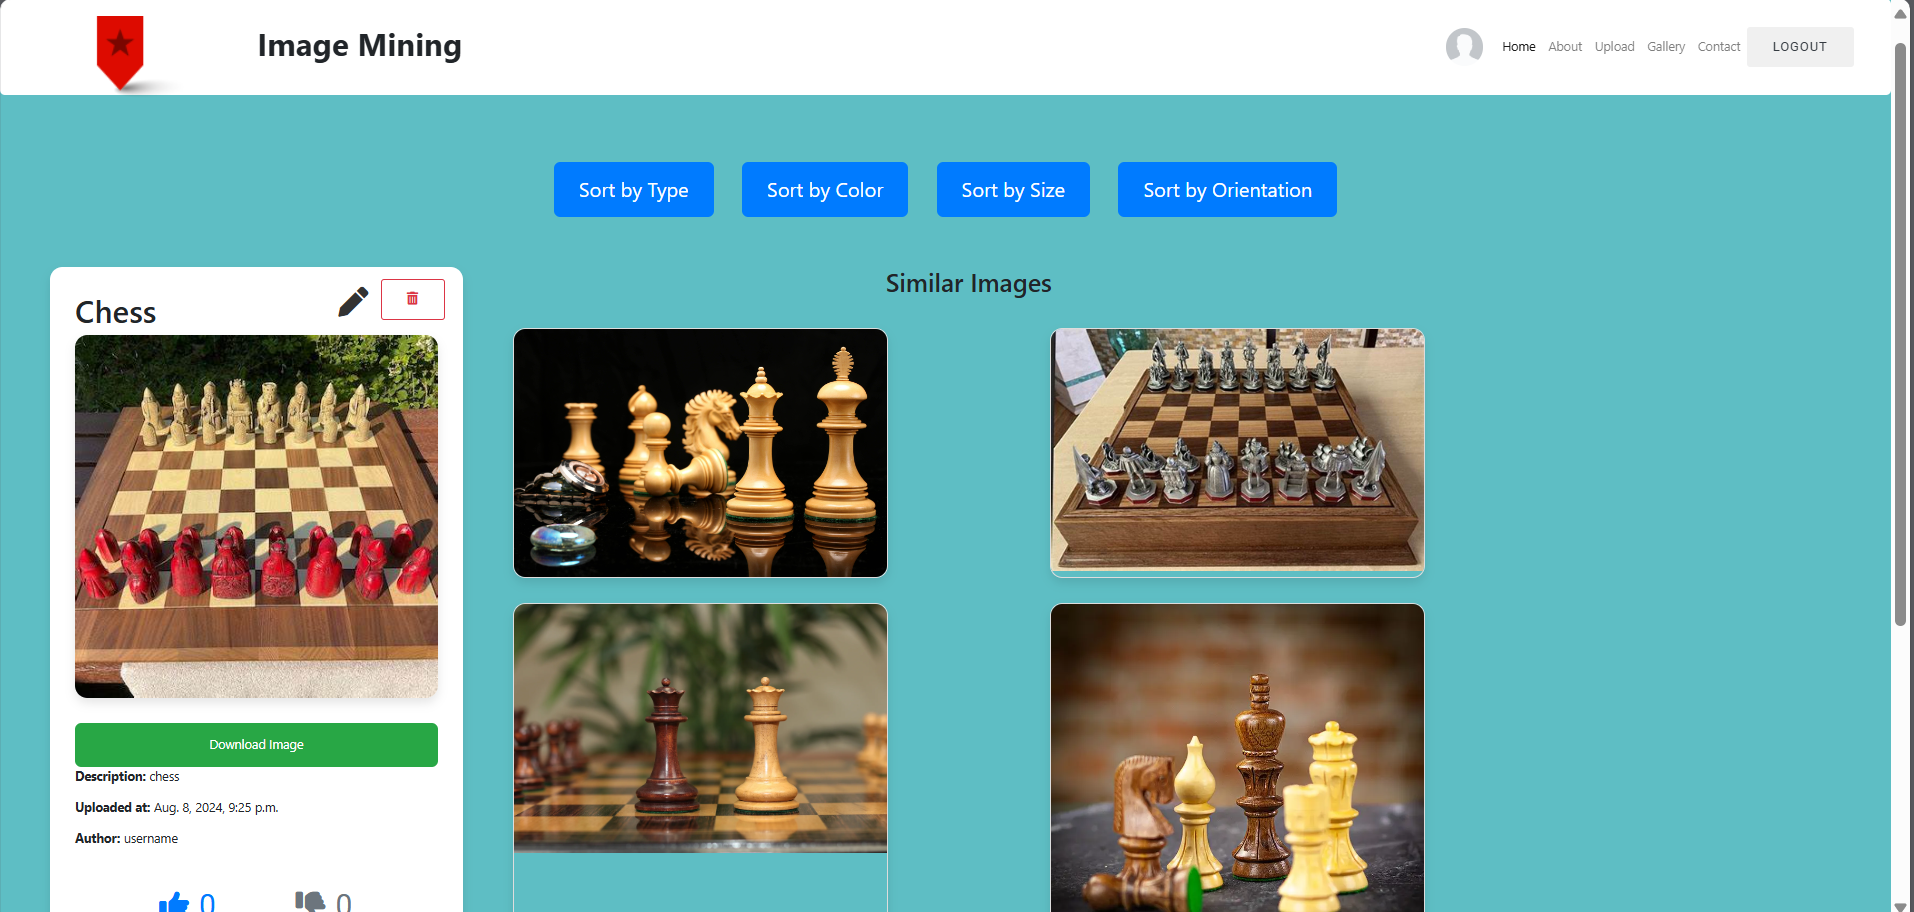 Image Mining
Home About Upload Gallery Contact LOGOUT
Sort by Type Sort by Color Sort by Size Sort by Orientation
Chess
Similar Images
Download Image
Description: chess
Uploaded at: Aug. 8, 2024, 9:25 p.m.
Author: username
0 0